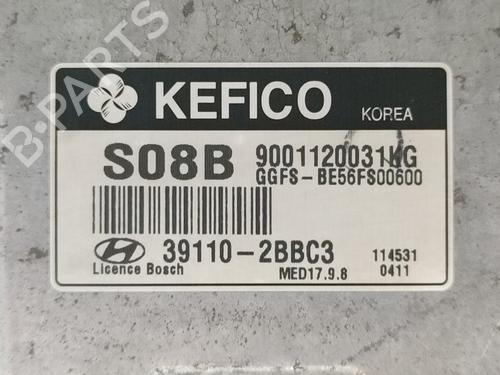 B-PARTS
KEFICO
KOREA
S08B 9001120031KG
GGFS-BE56FS00600
39110-2BBC3 114531
Licence Bosch MED17.9.8 0411